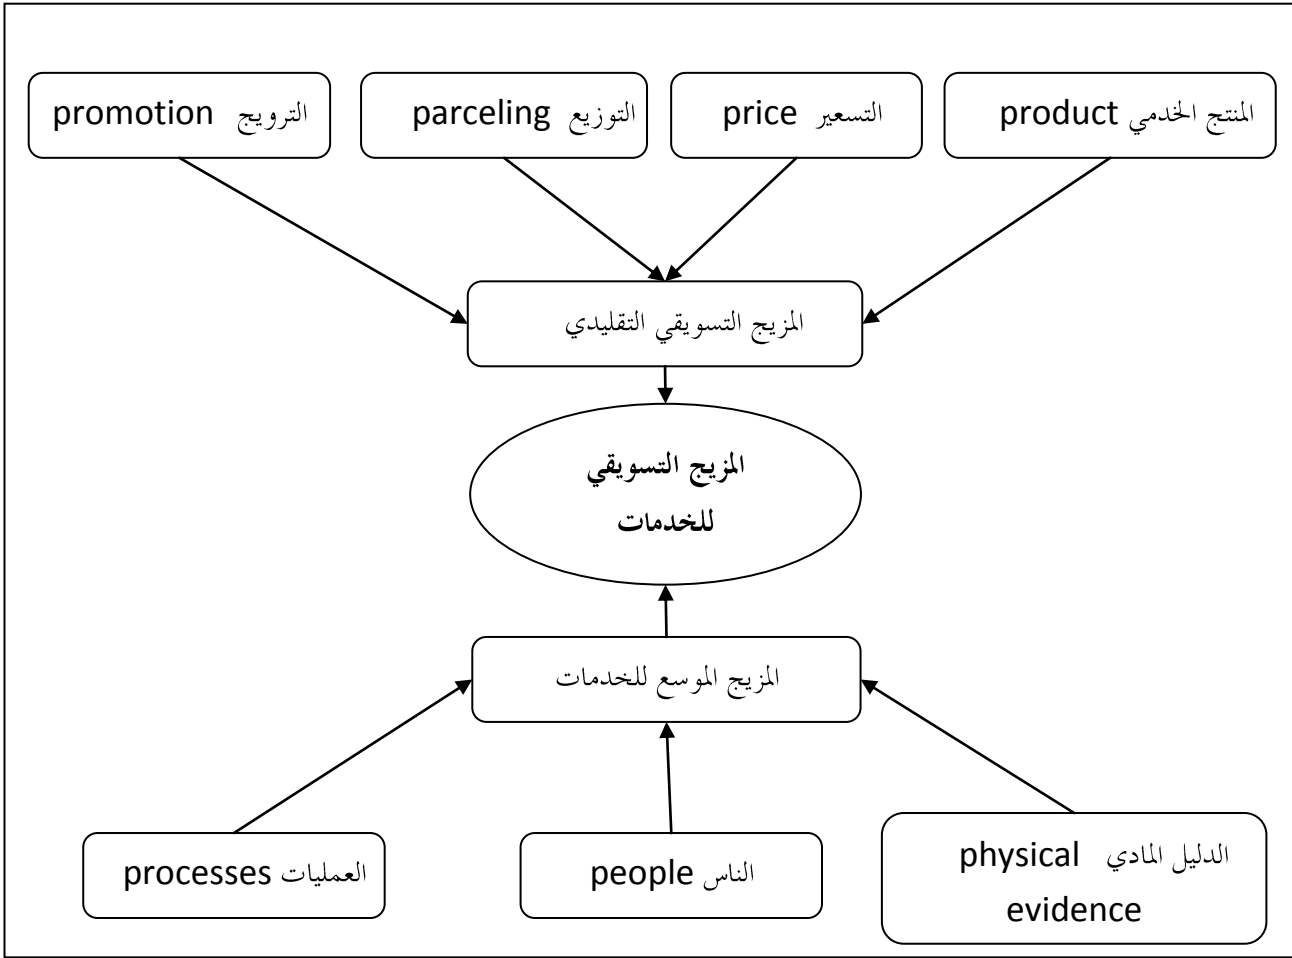 المنتج الخدمي product
التسعير price
التوزيع parceling
الترويج promotion
المزيج التسويقي التقليدي
المزيج التسويقي
للخدمات
المزيج الموسع للخدمات
الدليل المادي physical
evidence
الناس people
العمليات processes